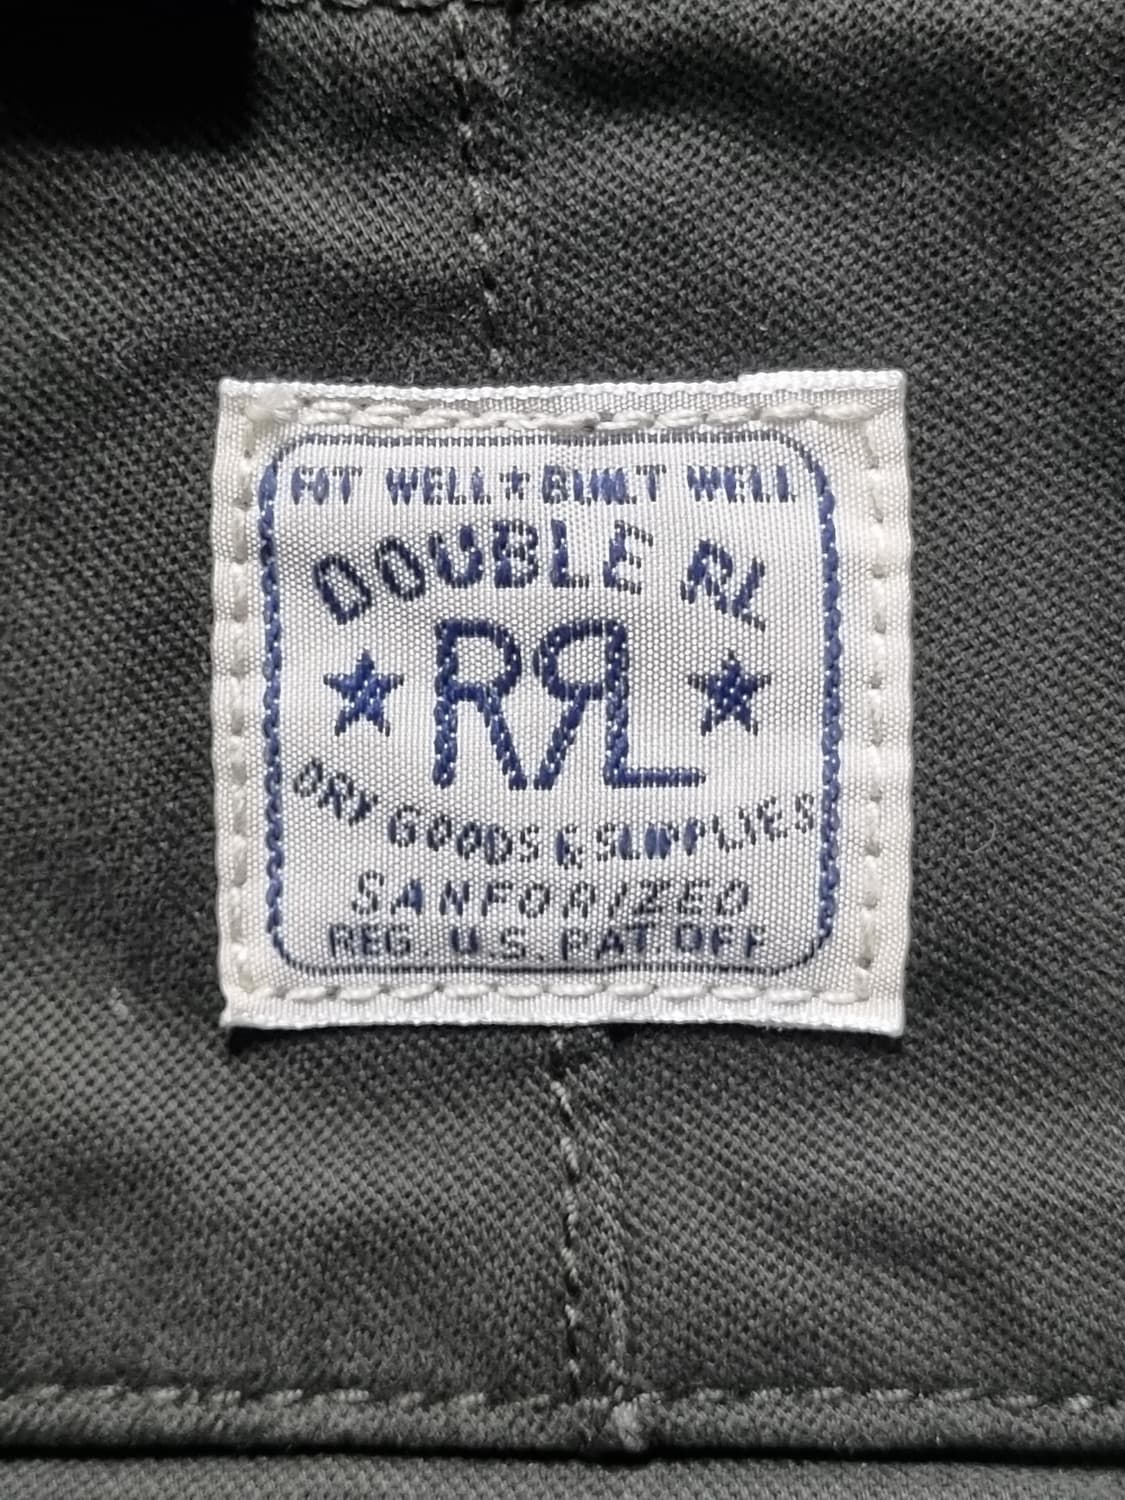 FIT WELL ★ BUILT WELL
DOUBLE RL
★ RRL ★
DRY GOODS & SUPPLIES
SANFORIZED
REG. U.S. PAT. OFF